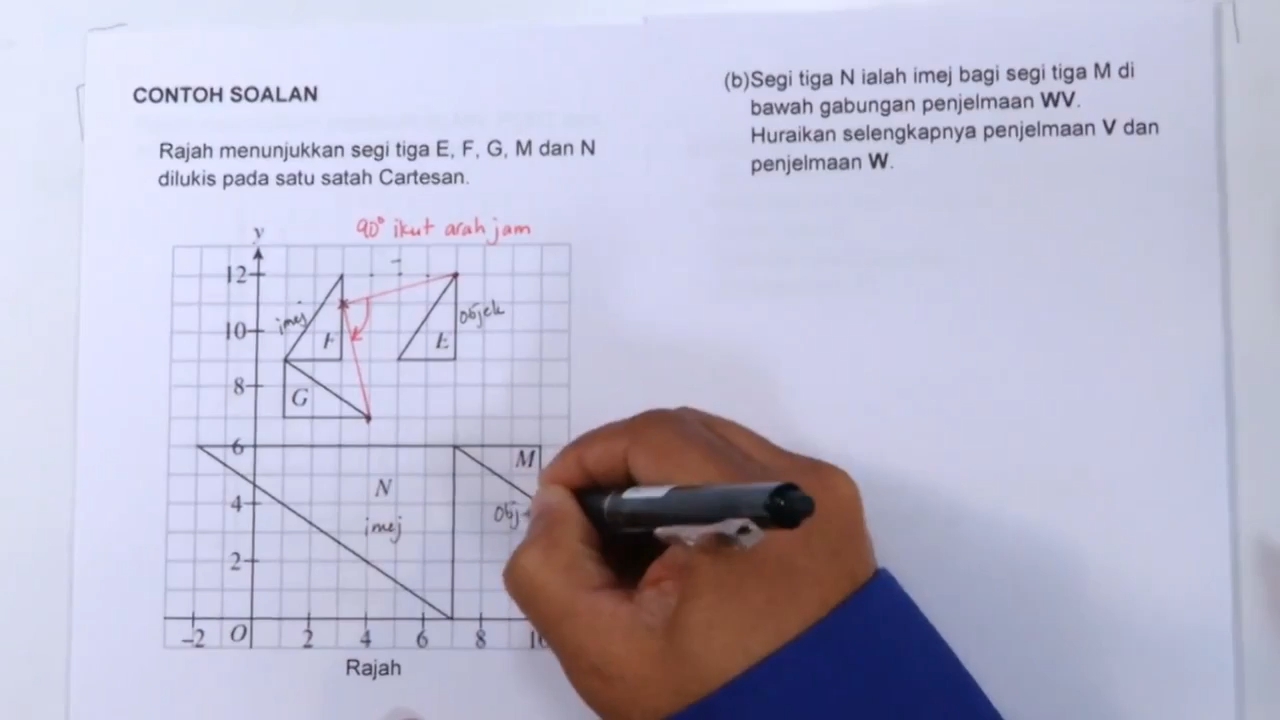 CONTOH SOALAN
Rajah menunjukkan segi tiga E, F, G, M dan N
dilukis pada satu satah Cartesan.
90° ikut arah jam
y
12
10
8
6
4
2
O
-2
2
4
6
8
imej
F
objek
E
G
M
N
imej
Rajah
(b)Segi tiga N ialah imej bagi segi tiga M di
bawah gabungan penjelmaan WV.
Huraikan selengkapnya penjelmaan V dan
penjelmaan W.